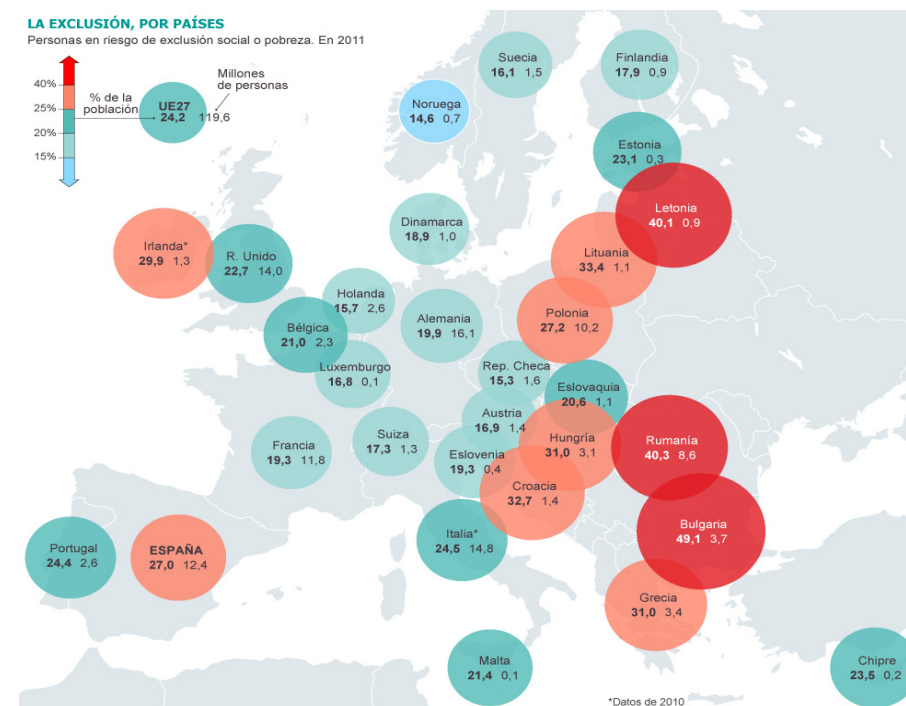 LA EXCLUSIÓN, POR PAÍSES
Personas en riesgo de exclusión social o pobreza. En 2011
40%
25%
20%
15%
% de la
población
UE27
24,2 119,6
Millones
de personas
Suecia
16,1 1,5
Finlandia
17,9 0,9
Noruega
14,6 0,7
Estonia
23,1 0,3
Letonia
40,1 0,9
Dinamarca
18,9 1,0
Irlanda*
29,9 1,3
R. Unido
22,7 14,0
Lituania
33,4 1,1
Holanda
15,7 2,6
Polonia
27,2 10,2
Alemania
19,9 16,1
Bélgica
21,0 2,3
Luxemburgo
16,8 0,1
Rep. Checa
15,3 1,6
Eslovaquia
20,6 1,1
Austria
16,9 1,4
Francia
19,3 11,8
Suiza
17,3 1,3
Hungría
31,0 3,1
Rumanía
40,3 8,6
Eslovenia
19,3 0,4
Croacia
32,7 1,4
Bulgaria
49,1 3,7
Italia*
24,5 14,8
Portugal
24,4 2,6
ESPAÑA
27,0 12,4
Grecia
31,0 3,4
Malta
21,4 0,1
Chipre
23,5 0,2
*Datos de 2010